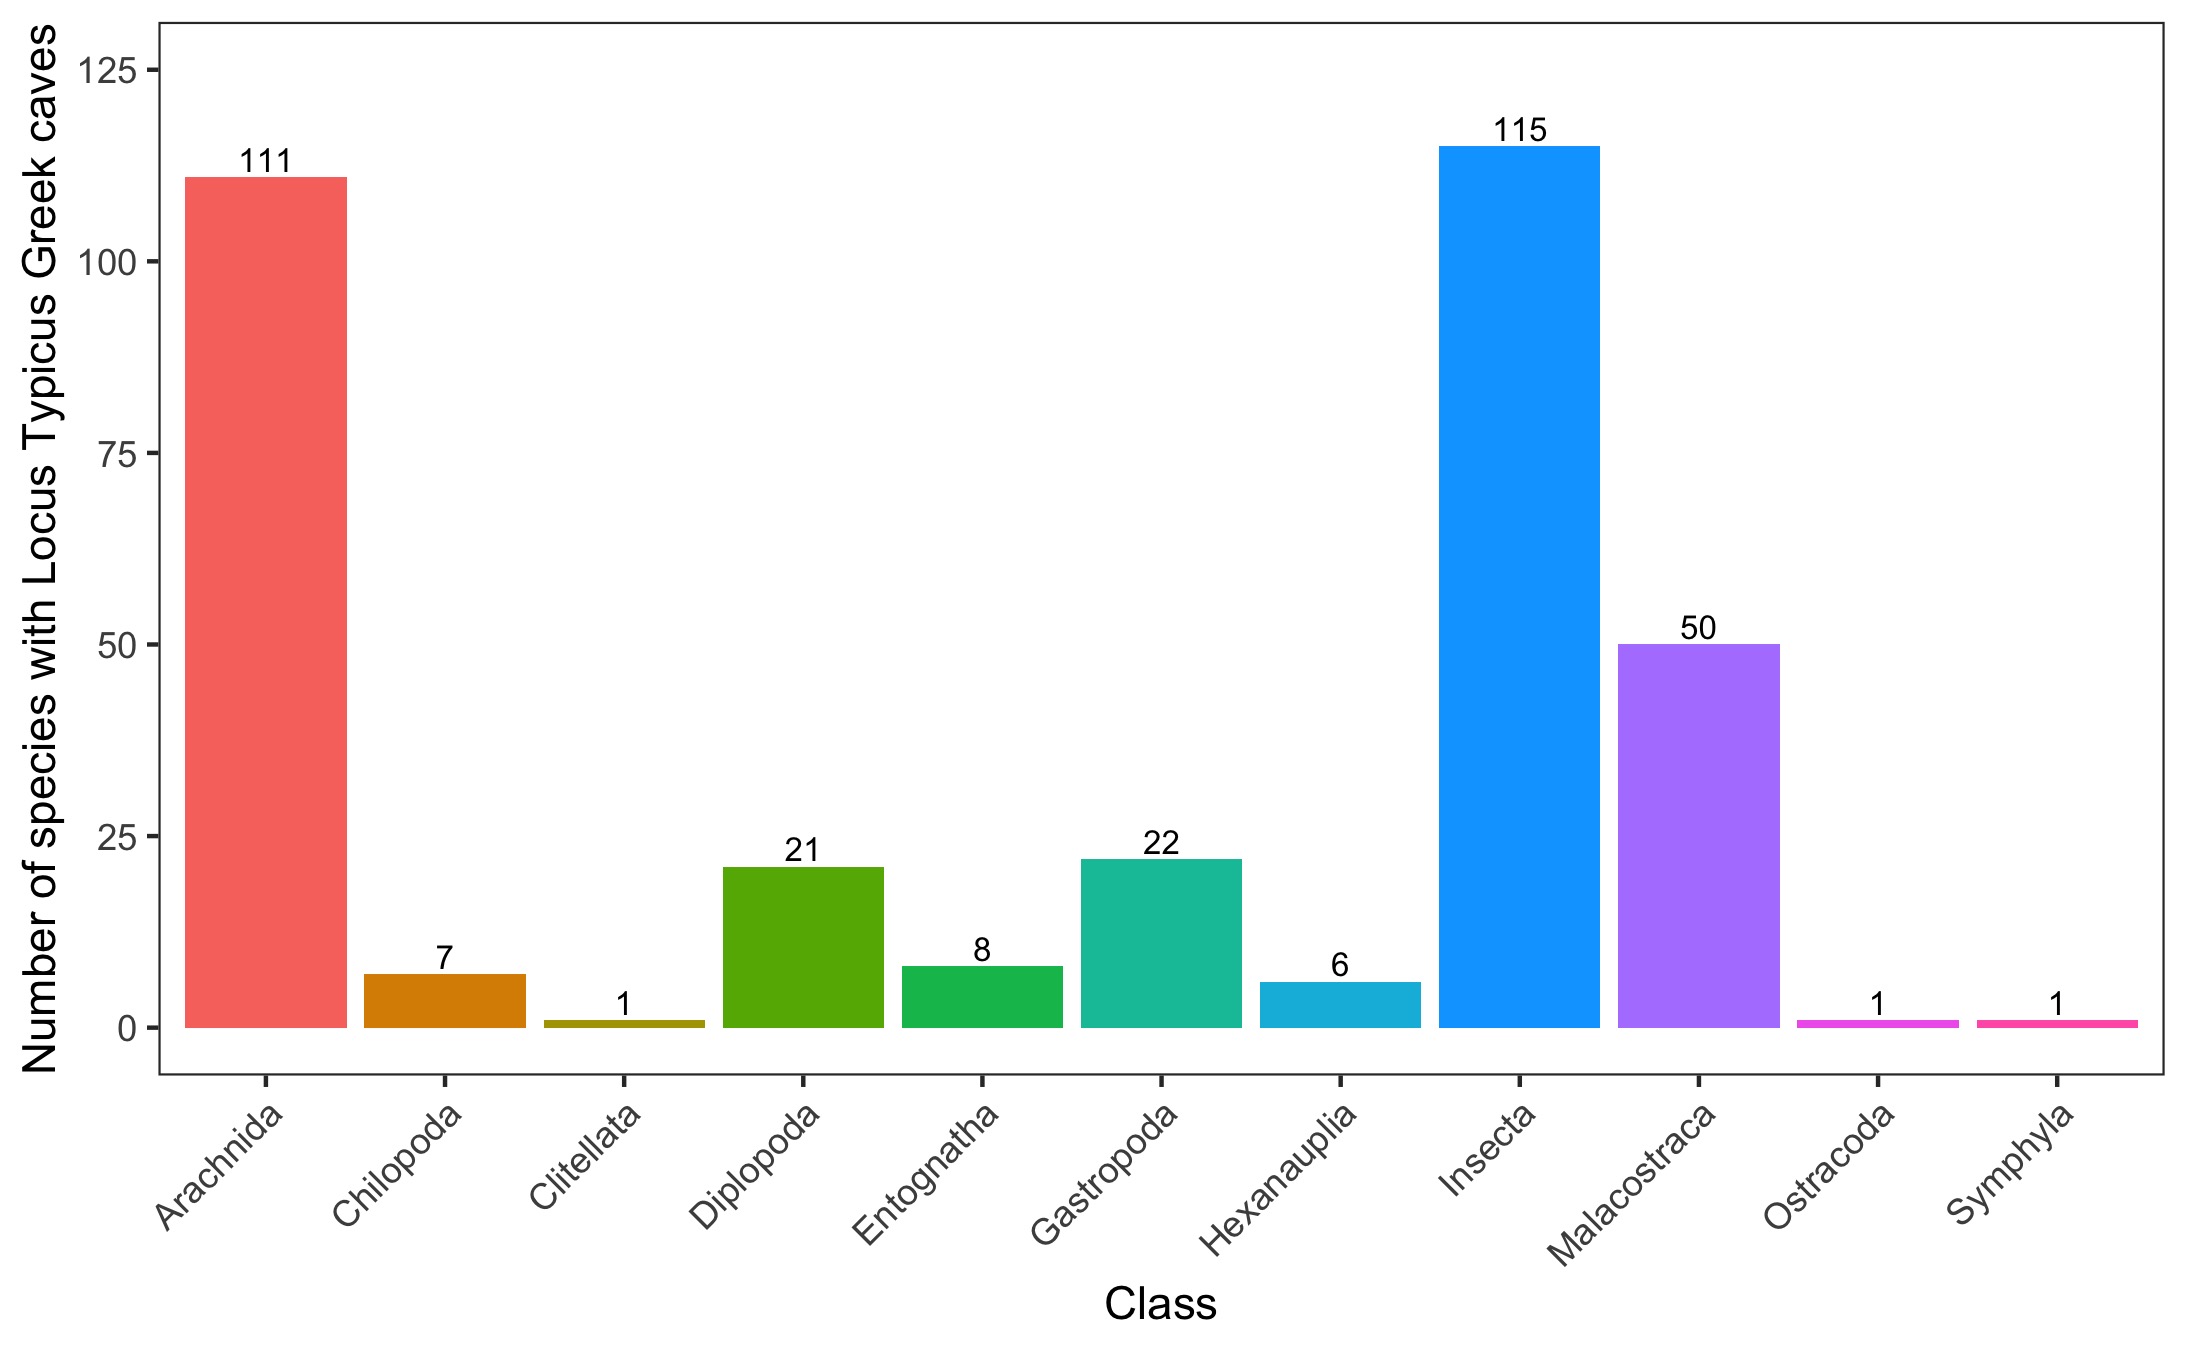 Number of species with Locus Typicus Greek caves
125
100
75
50
25
0
111
7
1
21
8
22
6
115
50
1
1
Arachnida
Chilopoda
Clitellata
Diplopoda
Entognatha
Gastropoda
Hexanauplia
Insecta
Malacostraca
Ostracoda
Symphyla
Class